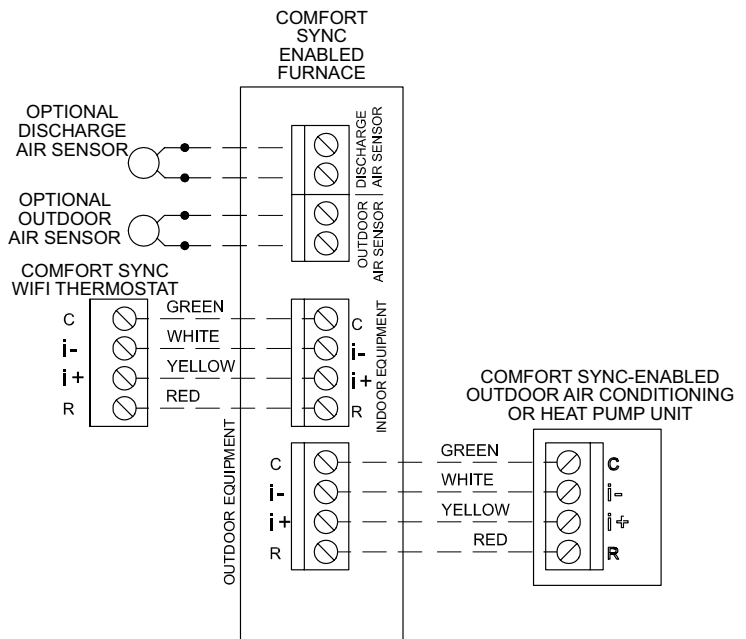 COMFORT
SYNC
ENABLED
FURNACE
OPTIONAL
DISCHARGE
AIR SENSOR
DISCHARGE
AIR SENSOR
OPTIONAL
OUTDOOR
AIR SENSOR
OUTDOOR
AIR SENSOR
COMFORT SYNC
WIFI THERMOSTAT
C
GREEN
C
i-
WHITE
i-
i+
YELLOW
i+
R
RED
R
INDOOR EQUIPMENT
COMFORT SYNC-ENABLED
OUTDOOR AIR CONDITIONING
OR HEAT PUMP UNIT
OUTDOOR EQUIPMENT
C
GREEN
C
i-
WHITE
i-
i+
YELLOW
i+
R
RED
R